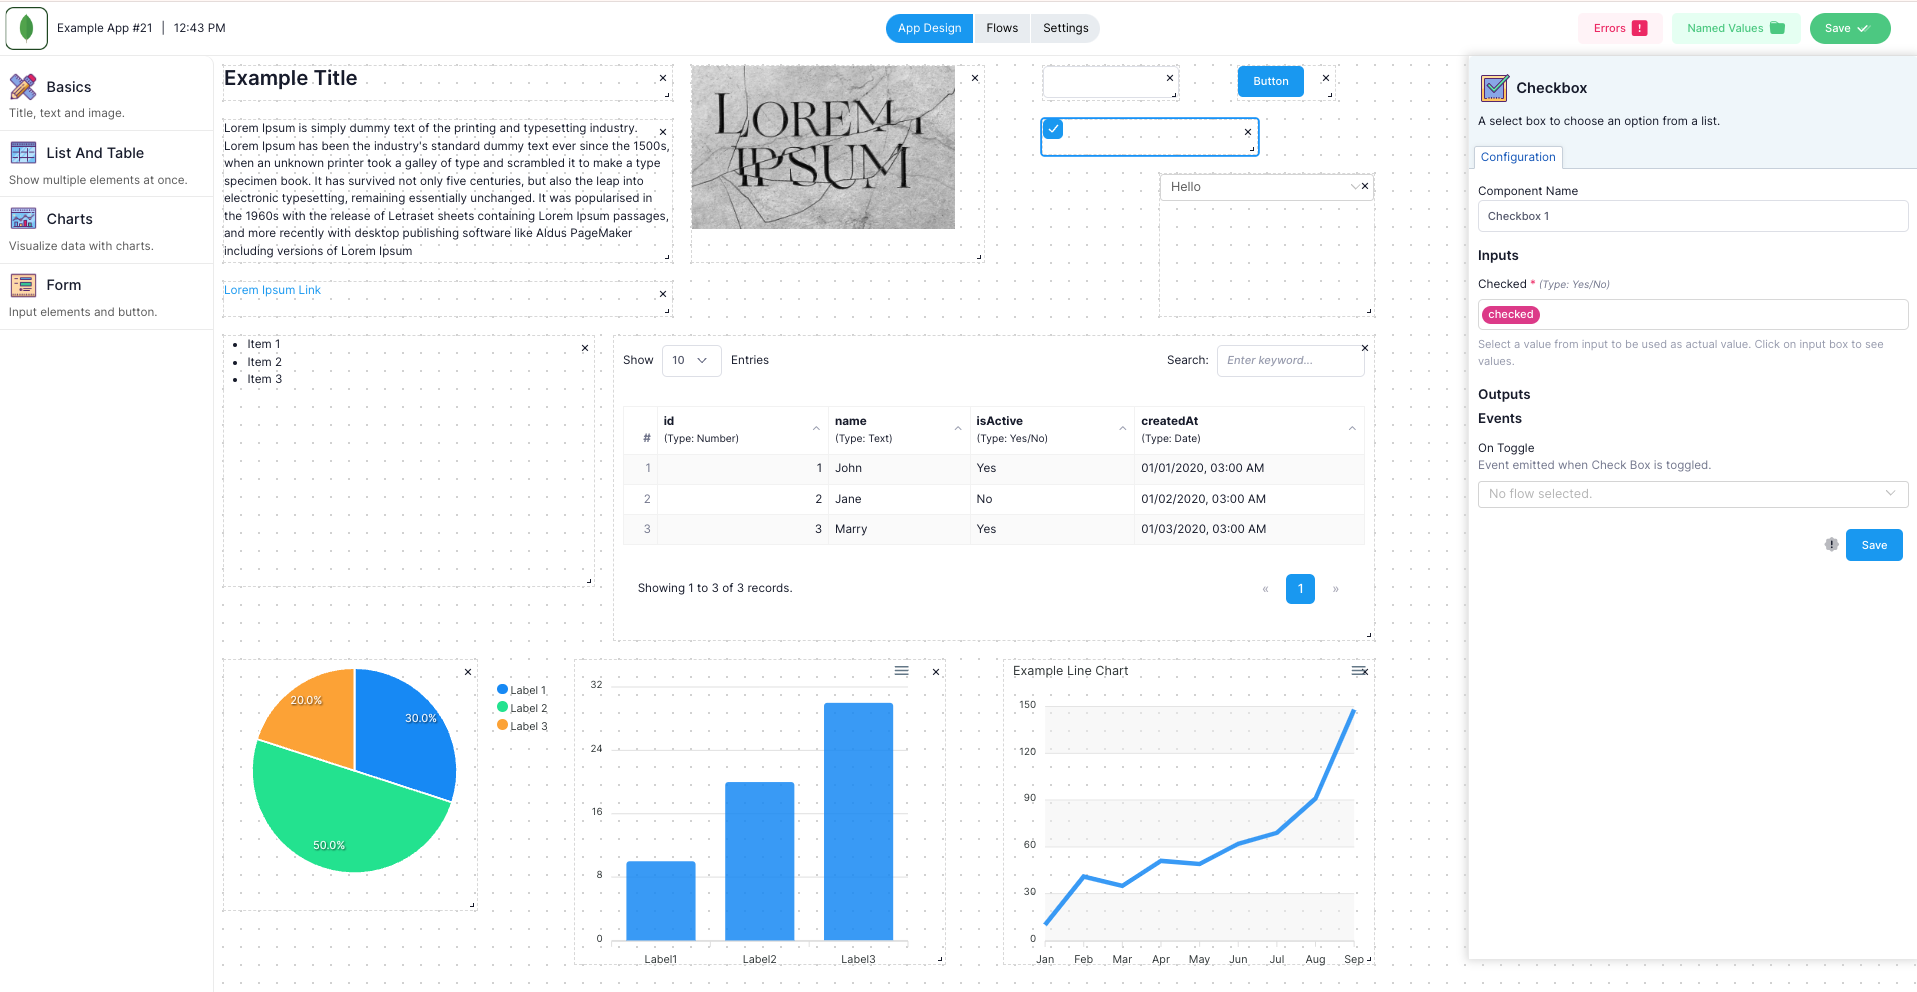 Example App #21 | 12:43 PM
App Design
Flows
Settings
Errors !
Named Values
Save
Basics
Title, text and image.
List And Table
Show multiple elements at once.
Charts
Visualize data with charts.
Form
Input elements and button.
Example Title
Lorem Ipsum is simply dummy text of the printing and typesetting industry.
Lorem Ipsum has been the industry's standard dummy text ever since the 1500s,
when an unknown printer took a galley of type and scrambled it to make a type
specimen book. It has survived not only five centuries, but also the leap into
electronic typesetting, remaining essentially unchanged. It was popularised in
the 1960s with the release of Letraset sheets containing Lorem Ipsum passages,
and more recently with desktop publishing software like Aldus PageMaker
including versions of Lorem Ipsum
Lorem Ipsum Link
LOREM
IPSUM
Button
Hello
Item 1
Item 2
Item 3
Show 10 Entries
Search: Enter keyword...
# id (Type: Number) name (Type: Text) isActive (Type: Yes/No) createdAt (Type: Date)
1 1 John Yes 01/01/2020, 03:00 AM
2 2 Jane No 01/02/2020, 03:00 AM
3 3 Marry Yes 01/03/2020, 03:00 AM
Showing 1 to 3 of 3 records.
« 1 »
20.0%
30.0%
50.0%
Label 1
Label 2
Label 3
32
24
16
8
0
Label1 Label2 Label3
Example Line Chart
150
120
90
60
30
0
Jan Feb Mar Apr May Jun Jul Aug Sep
Checkbox
A select box to choose an option from a list.
Configuration
Component Name
Checkbox 1
Inputs
Checked * (Type: Yes/No)
checked
Select a value from input to be used as actual value. Click on input box to see
values.
Outputs
Events
On Toggle
Event emitted when Check Box is toggled.
No flow selected.
! Save